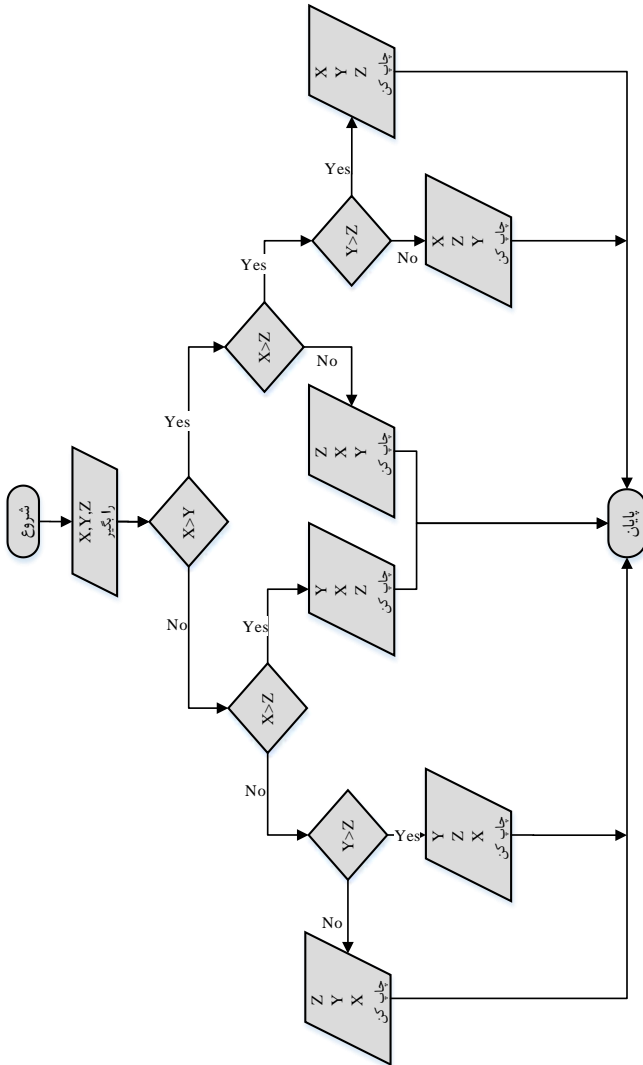 شروع
X,Y,Z
را بگیر
X>Y
Yes
No
X>Z
Yes
No
X>Z
Yes
No
Y>Z
Yes
No
Y>Z
Yes
No
X
Y
Z
چاپ کن
X
Z
Y
چاپ کن
Z
X
Y
چاپ کن
Y
X
Z
چاپ کن
Y
Z
X
چاپ کن
Z
Y
X
چاپ کن
پایان